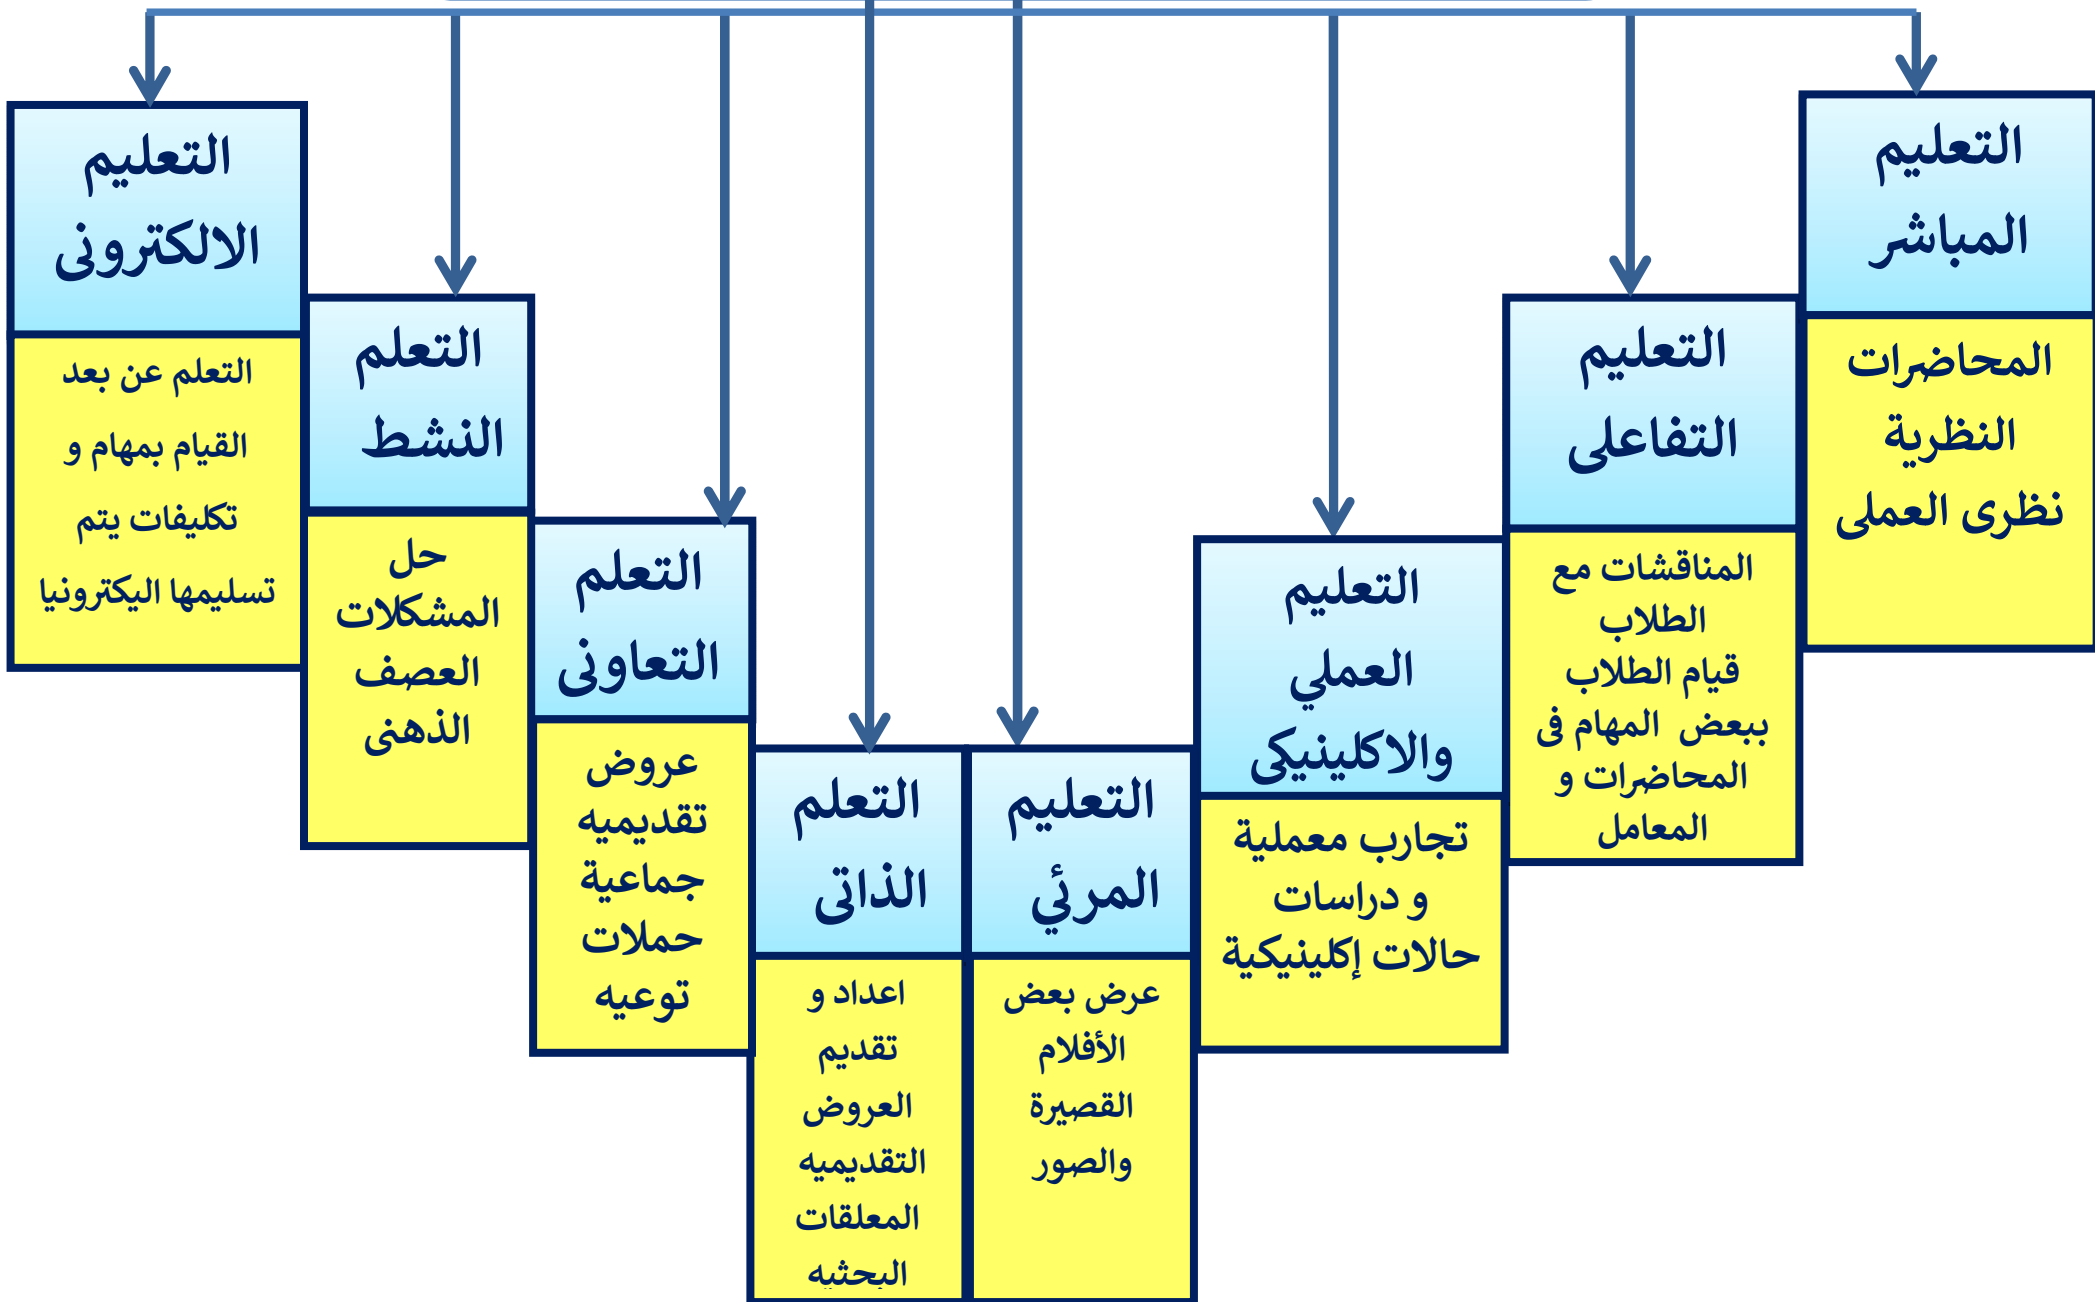 التعليم
المباشر
المحاضرات
النظرية
نظرى العملى
التعليم
التفاعلى
المناقشات مع
الطلاب
قيام الطلاب
ببعض المهام فى
المحاضرات و
المعامل
التعليم
العملي
والاكلينيكى
تجارب معملية
و دراسات
حالات إكلينيكية
التعليم
المرئي
عرض بعض
الأفلام
القصيرة
والصور
التعلم
الذاتى
اعداد و
تقديم
العروض
التقديميه
المعلقات
البحثيه
التعلم
التعاونى
عروض
تقديميه
جماعية
حملات
توعيه
التعلم
النشط
حل
المشكلات
العصف
الذهنى
التعليم
الالكترونى
التعلم عن بعد
القيام بمهام و
تكليفات يتم
تسليمها اليكترونيا